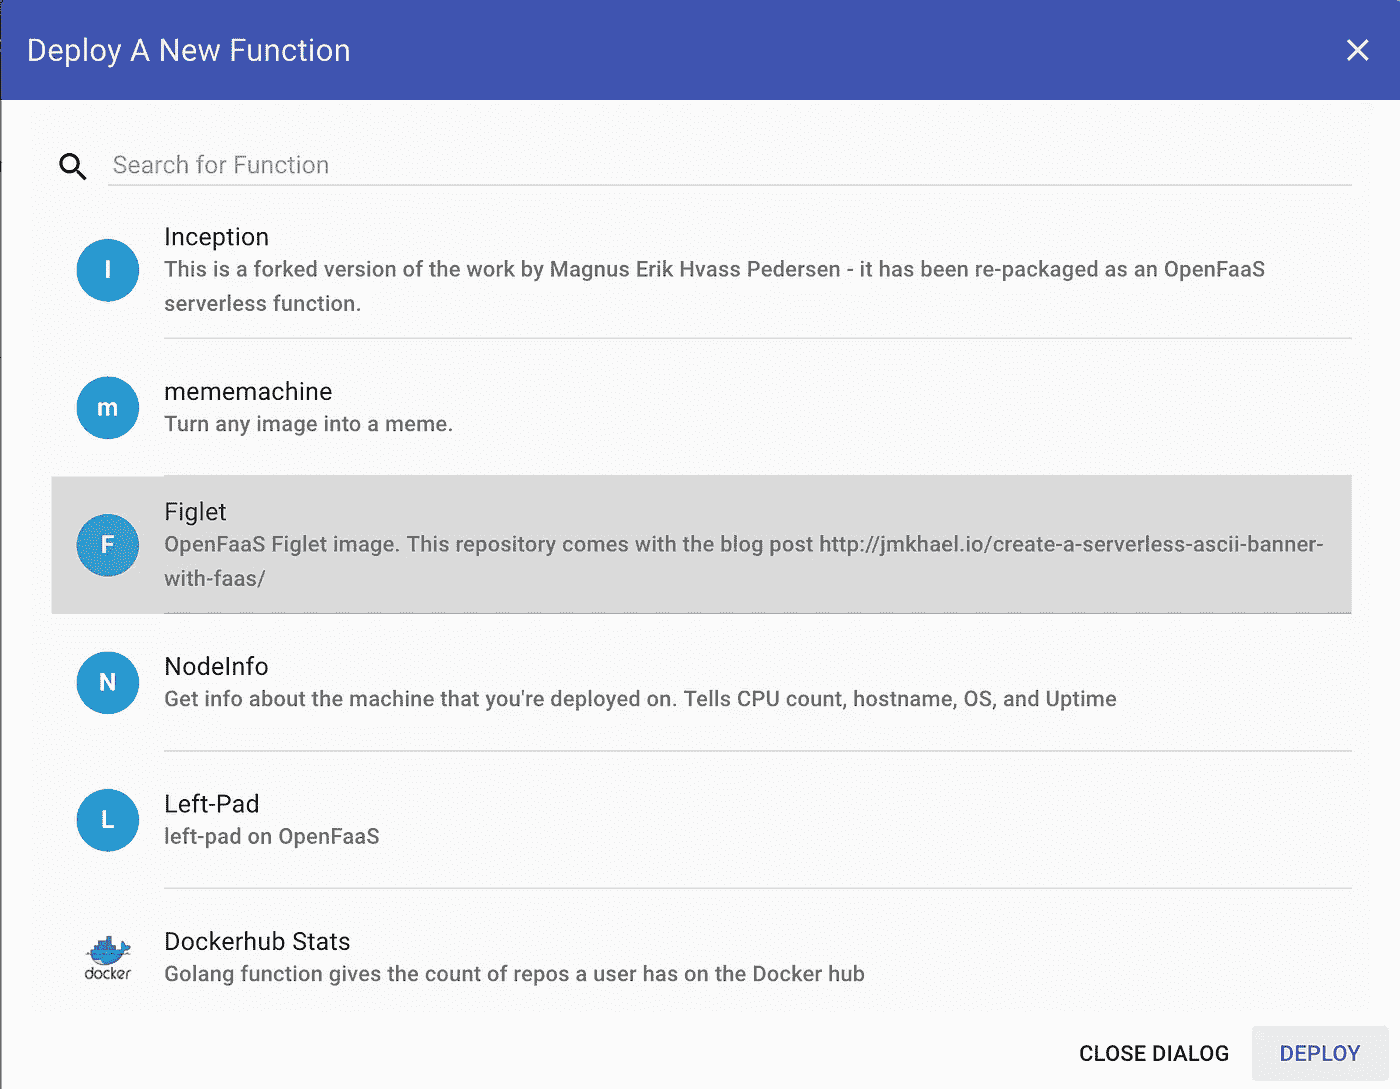 Deploy A New Function
Search for Function
I
Inception
This is a forked version of the work by Magnus Erik Hvass Pedersen - it has been re-packaged as an OpenFaaS
serverless function.
m
mememachine
Turn any image into a meme.
F
Figlet
OpenFaaS Figlet image. This repository comes with the blog post http://jmkhael.io/create-a-serverless-ascii-banner-
with-faas/
N
NodeInfo
Get info about the machine that you're deployed on. Tells CPU count, hostname, OS, and Uptime
L
Left-Pad
left-pad on OpenFaaS
docker
Dockerhub Stats
Golang function gives the count of repos a user has on the Docker hub
CLOSE DIALOG
DEPLOY